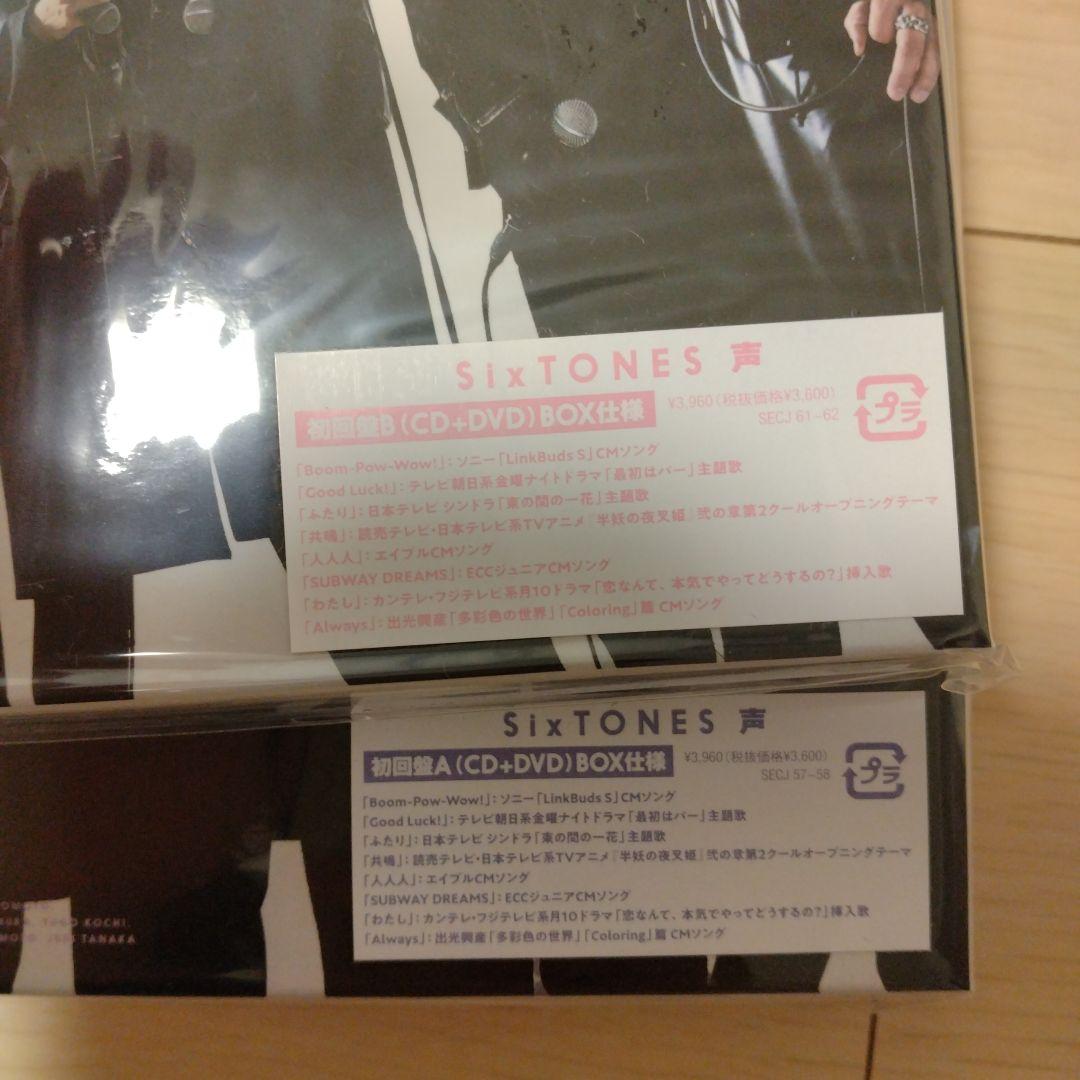 SixTONES 声
初回盤B(CD+DVD)BOX仕様
¥3,960(税抜価格¥3,600)
SECJ 61-62
プラ
「Boom-Pow-Wow!」:ソニー「LinkBuds S」CMソング
「Good Luck!」:テレビ朝日系金曜ナイトドラマ「最初はパー」主題歌
「ふたり」:日本テレビ シンドラ「束の間の一花」主題歌
「共鳴」:読売テレビ・日本テレビ系TVアニメ『半妖の夜叉姫』弐の章第2クールオープニングテーマ
「人人人」:エイブルCMソング
「SUBWAY DREAMS」:ECCジュニアCMソング
「わたし」:カンテレ・フジテレビ系月10ドラマ「恋なんて、本気でやってどうするの?」挿入歌
「Always」:出光興産「多彩色の世界」「Coloring」篇 CMソング
SixTONES 声
初回盤A(CD+DVD)BOX仕様
¥3,960(税抜価格¥3,600)
SECJ 57-58
プラ
「Boom-Pow-Wow!」:ソニー「LinkBuds S」CMソング
「Good Luck!」:テレビ朝日系金曜ナイトドラマ「最初はパー」主題歌
「ふたり」:日本テレビ シンドラ「束の間の一花」主題歌
「共鳴」:読売テレビ・日本テレビ系TVアニメ『半妖の夜叉姫』弐の章第2クールオープニングテーマ
「人人人」:エイブルCMソング
「SUBWAY DREAMS」:ECCジュニアCMソング
「わたし」:カンテレ・フジテレビ系月10ドラマ「恋なんて、本気でやってどうするの?」挿入歌
「Always」:出光興産「多彩色の世界」「Coloring」篇 CMソング
YUGO KOCHI,
TANAKA